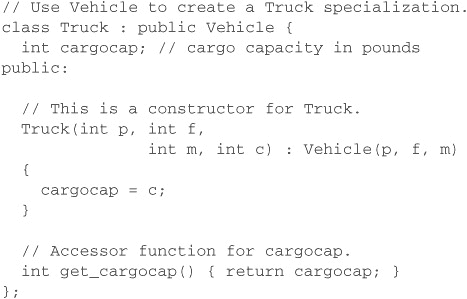 // Use Vehicle to create a Truck specialization.
class Truck : public Vehicle {
  int cargocap; // cargo capacity in pounds
public:

  // This is a constructor for Truck.
  Truck(int p, int f,
              int m, int c) : Vehicle(p, f, m)
  {
    cargocap = c;
  }

  // Accessor function for cargocap.
  int get_cargocap() { return cargocap; }
};